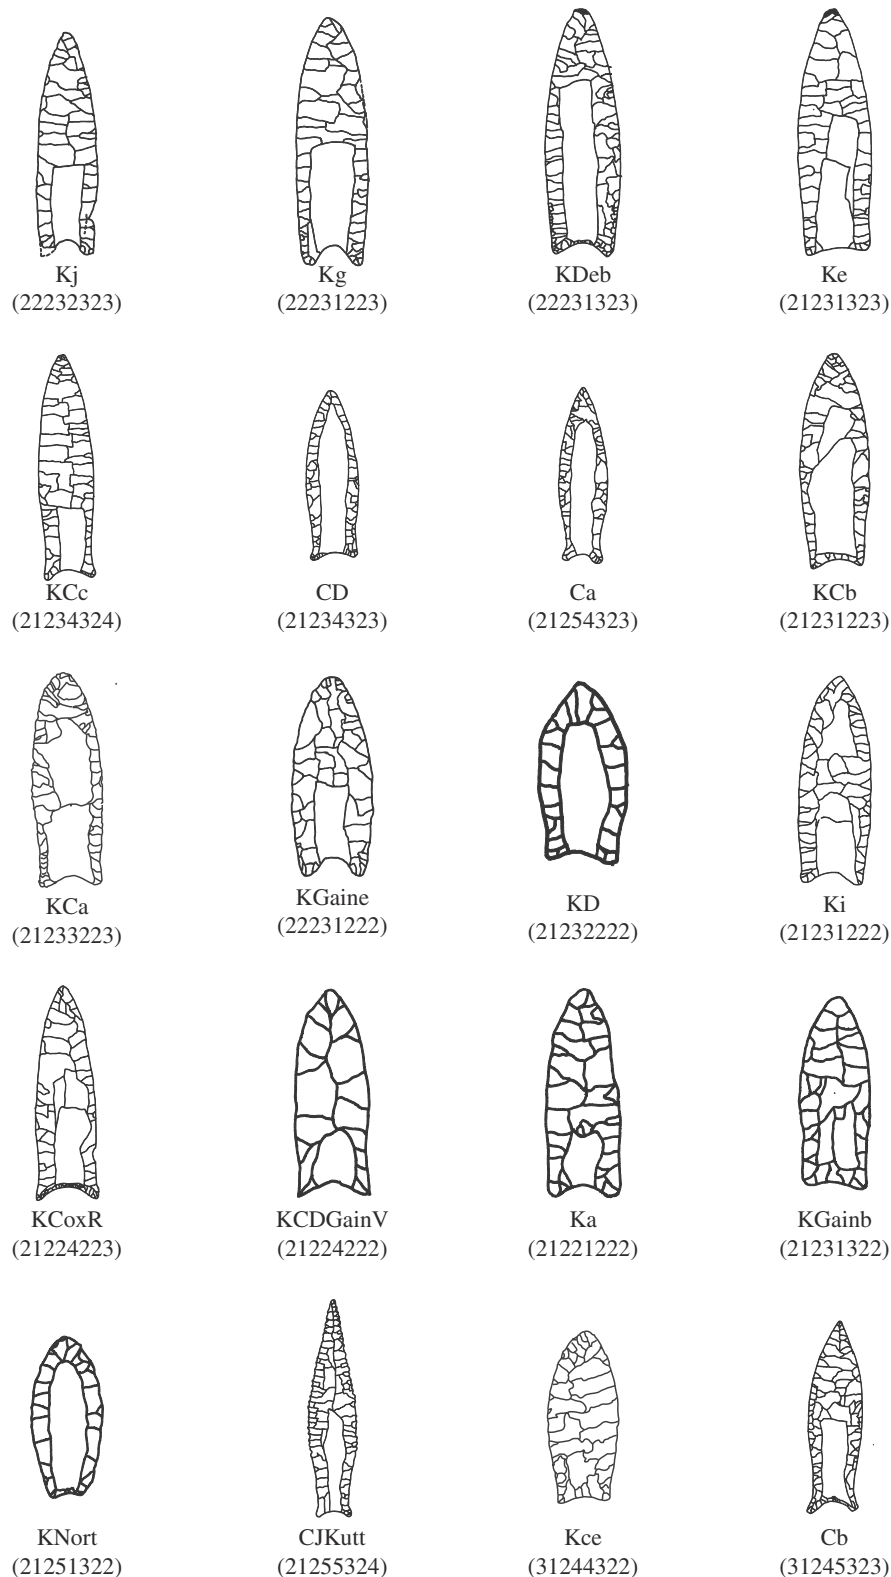 Kj
(22232323)
Kg
(22231223)
KDeb
(22231323)
Ke
(21231323)
KCc
(21234324)
CD
(21234323)
Ca
(21254323)
KCb
(21231223)
KCa
(21233223)
KGaine
(22231222)
KD
(21232222)
Ki
(21231222)
KCoxR
(21224223)
KCDGainV
(21224222)
Ka
(21221222)
KGainb
(21231322)
KNort
(21251322)
CJKutt
(21255324)
Kce
(31244322)
Cb
(31245323)